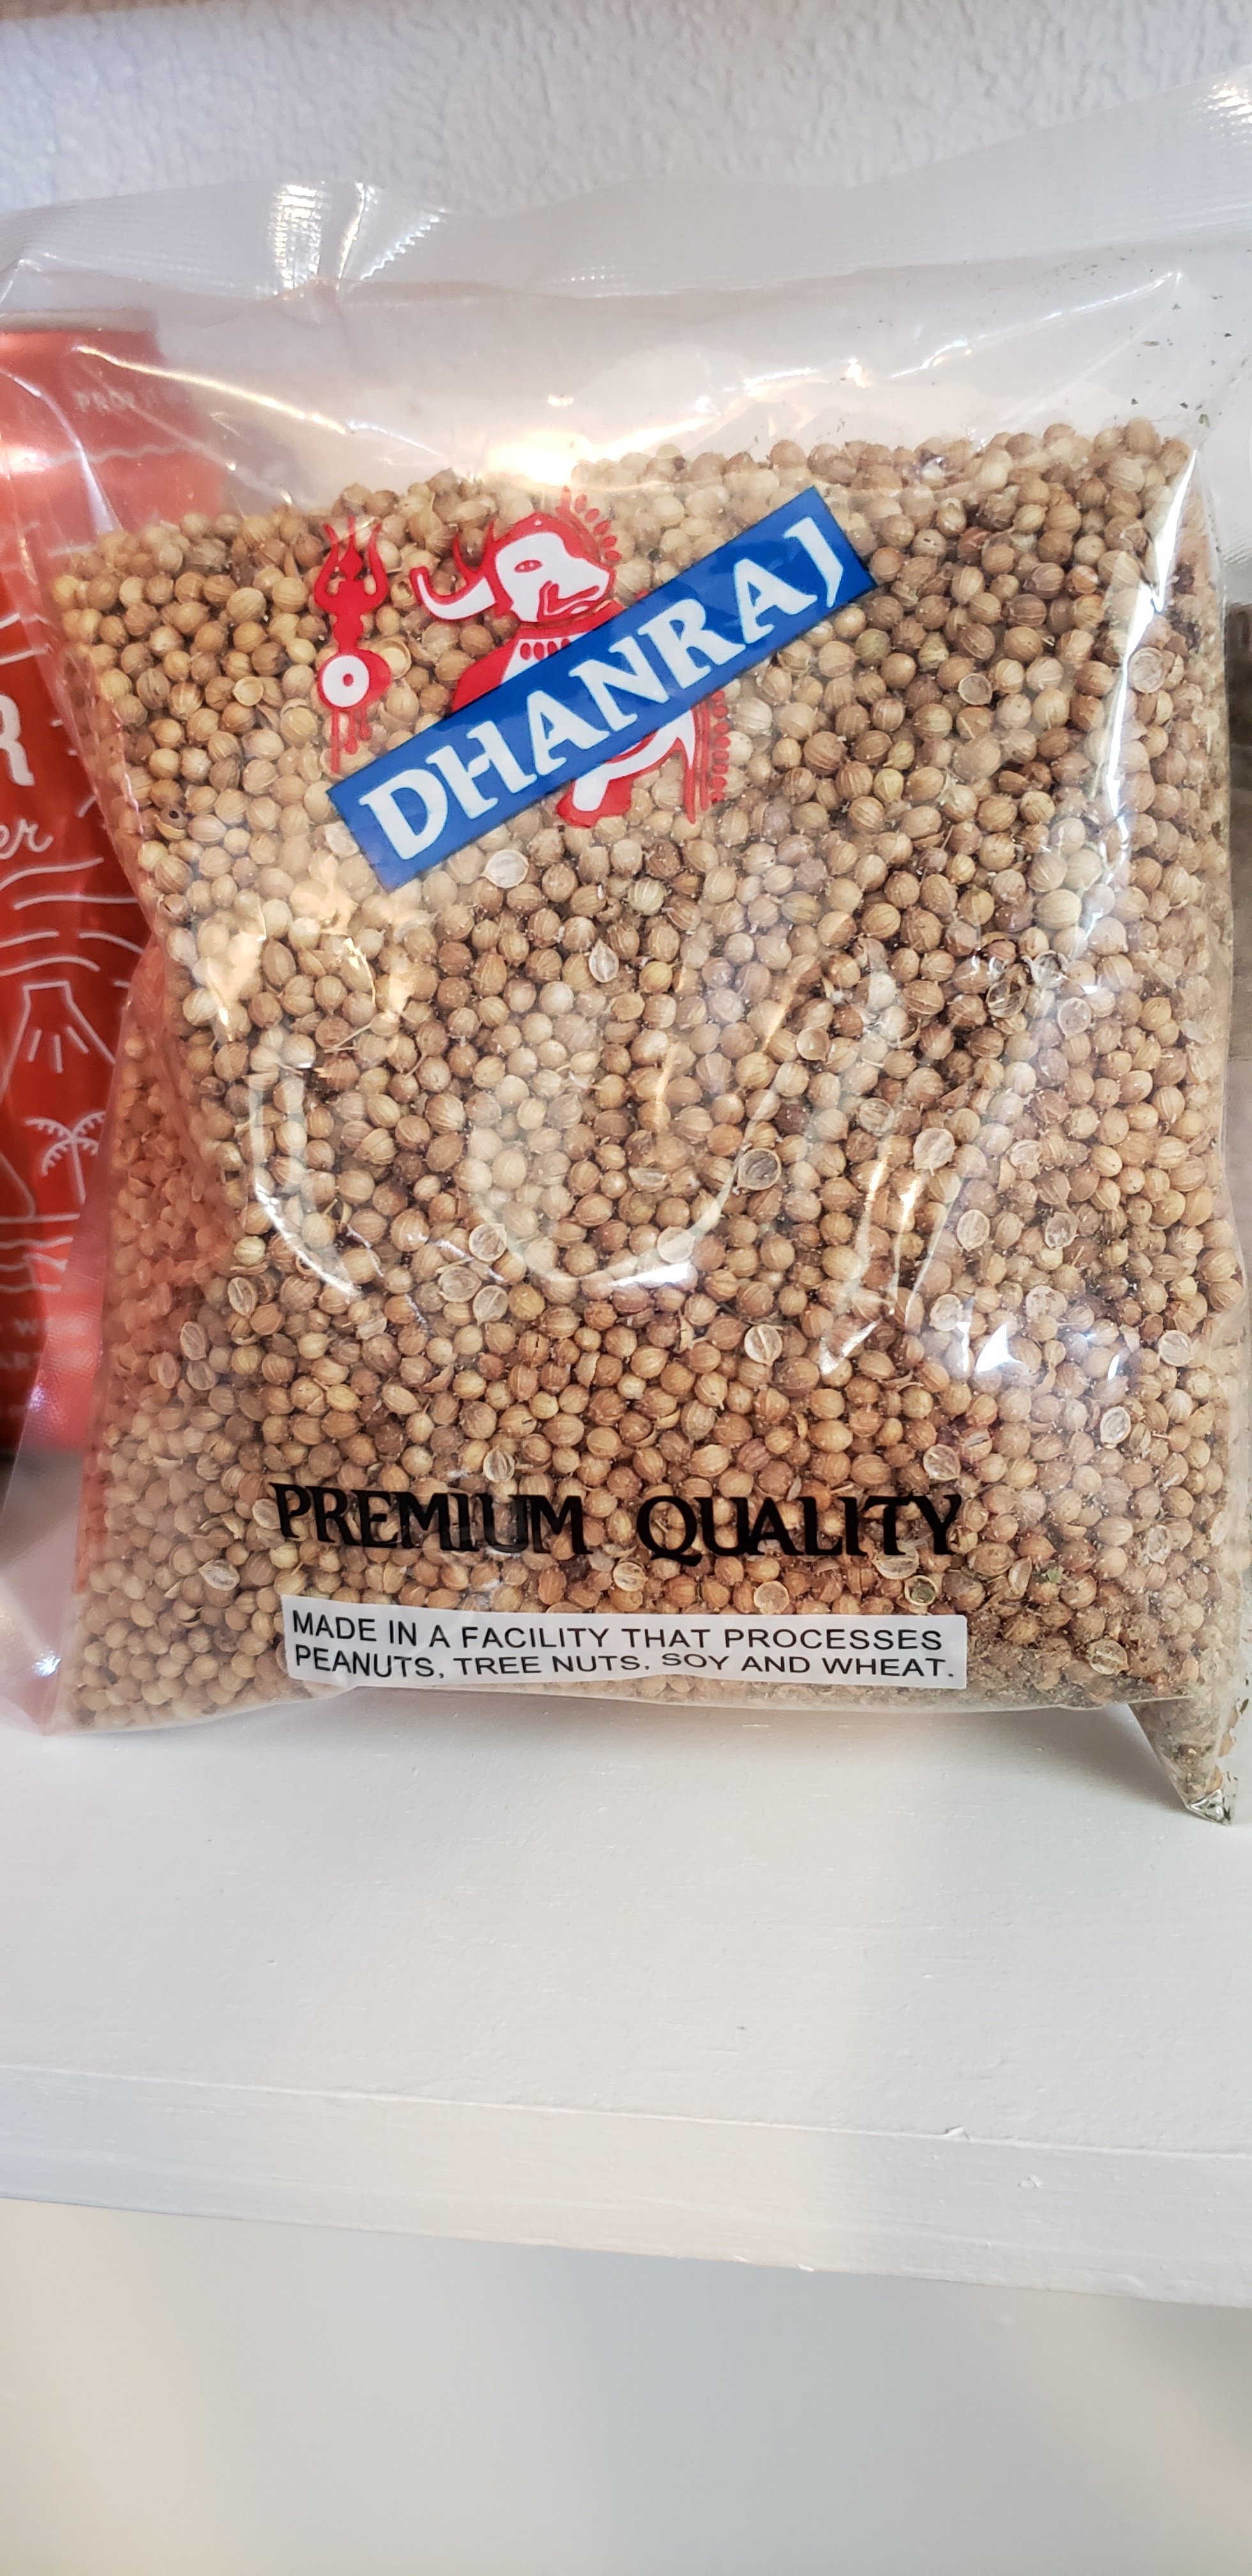 DHANRAJ
PREMIUM QUALITY
MADE IN A FACILITY THAT PROCESSES
PEANUTS, TREE NUTS, SOY AND WHEAT.